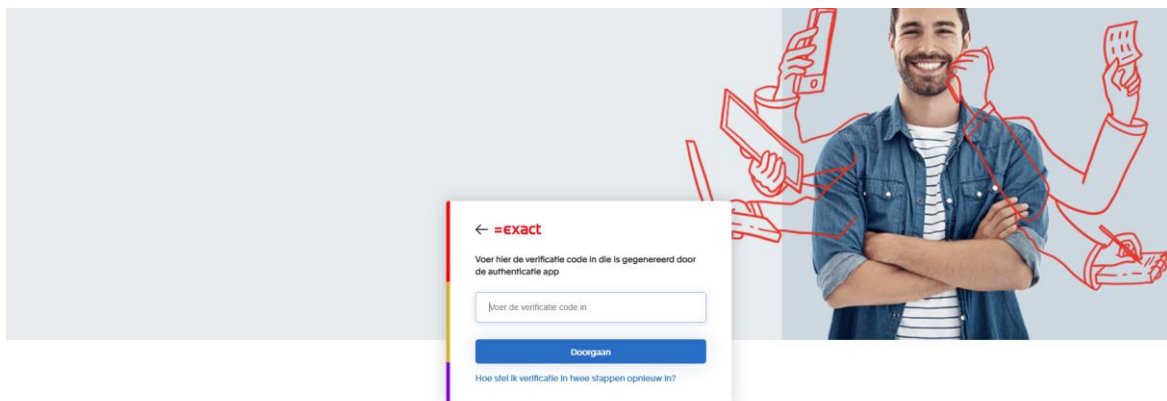 ← =exact
Voer hier de verificatie code in die is gegenereerd door
de authenticatie app
Voer de verificatie code in
Doorgaan
Hoe stel ik verificatie in twee stappen opnieuw in?